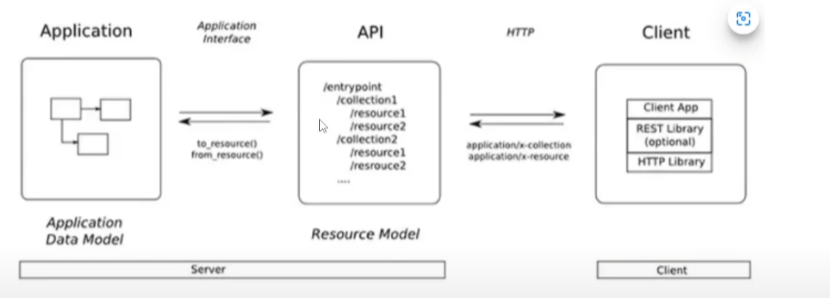 Application
Application
Interface
API
HTTP
Client
/entrypoint
/collection1
/resource1
/resource2
/collection2
/resource1
/resrouce2
....
to_resource()
from_resource()
application/x-collection
application/x-resource
Client App
REST Library
(optional)
HTTP Library
Application
Data Model
Resource Model
Server
Client